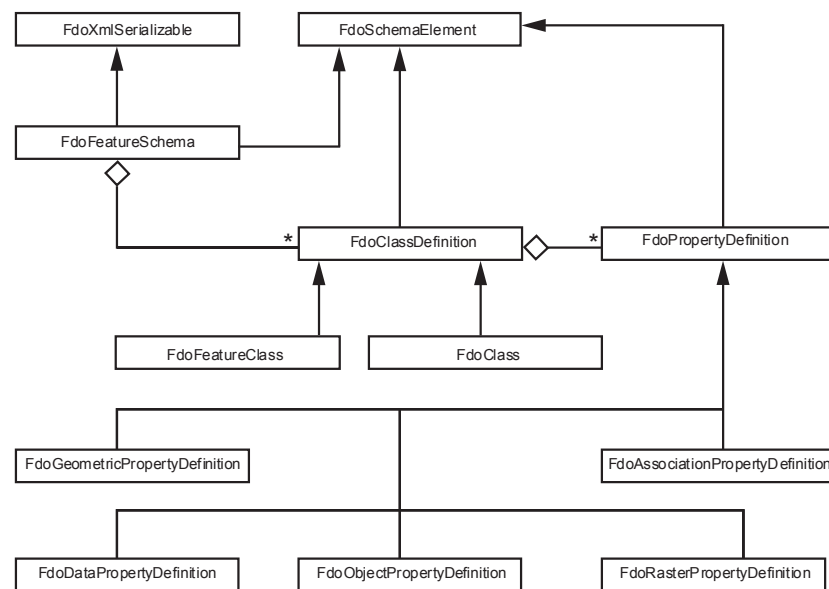 FdoXmlSerializable
FdoSchemaElement
FdoFeatureSchema
*
FdoClassDefinition
*
FdoPropertyDefinition
FdoFeatureClass
FdoClass
FdoGeometricPropertyDefinition
FdoAssociationPropertyDefinition
FdoDataPropertyDefinition
FdoObjectPropertyDefinition
FdoRasterPropertyDefinition